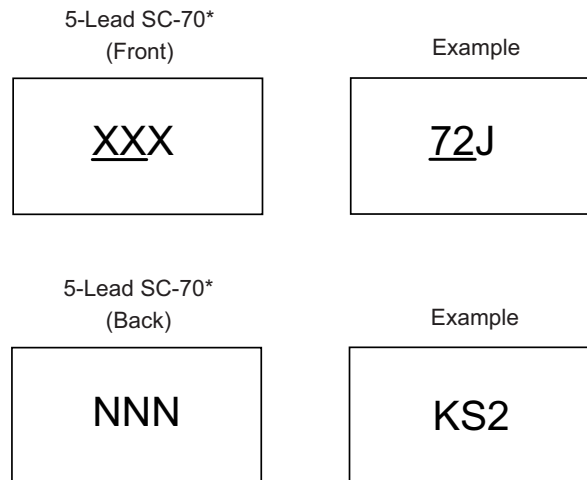 5-Lead SC-70*
(Front)
Example
XXX
72J
5-Lead SC-70*
(Back)
Example
NNN
KS2